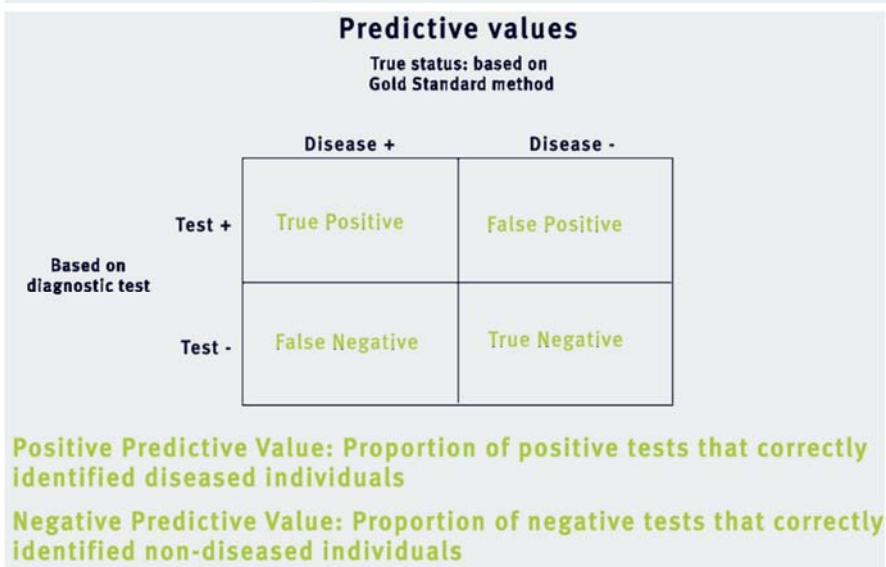 Predictive values
True status: based on
Gold Standard method
Disease +
Disease -
Test +
True Positive
False Positive
Based on
diagnostic test
Test -
False Negative
True Negative
Positive Predictive Value: Proportion of positive tests that correctly
identified diseased individuals
Negative Predictive Value: Proportion of negative tests that correctly
identified non-diseased individuals